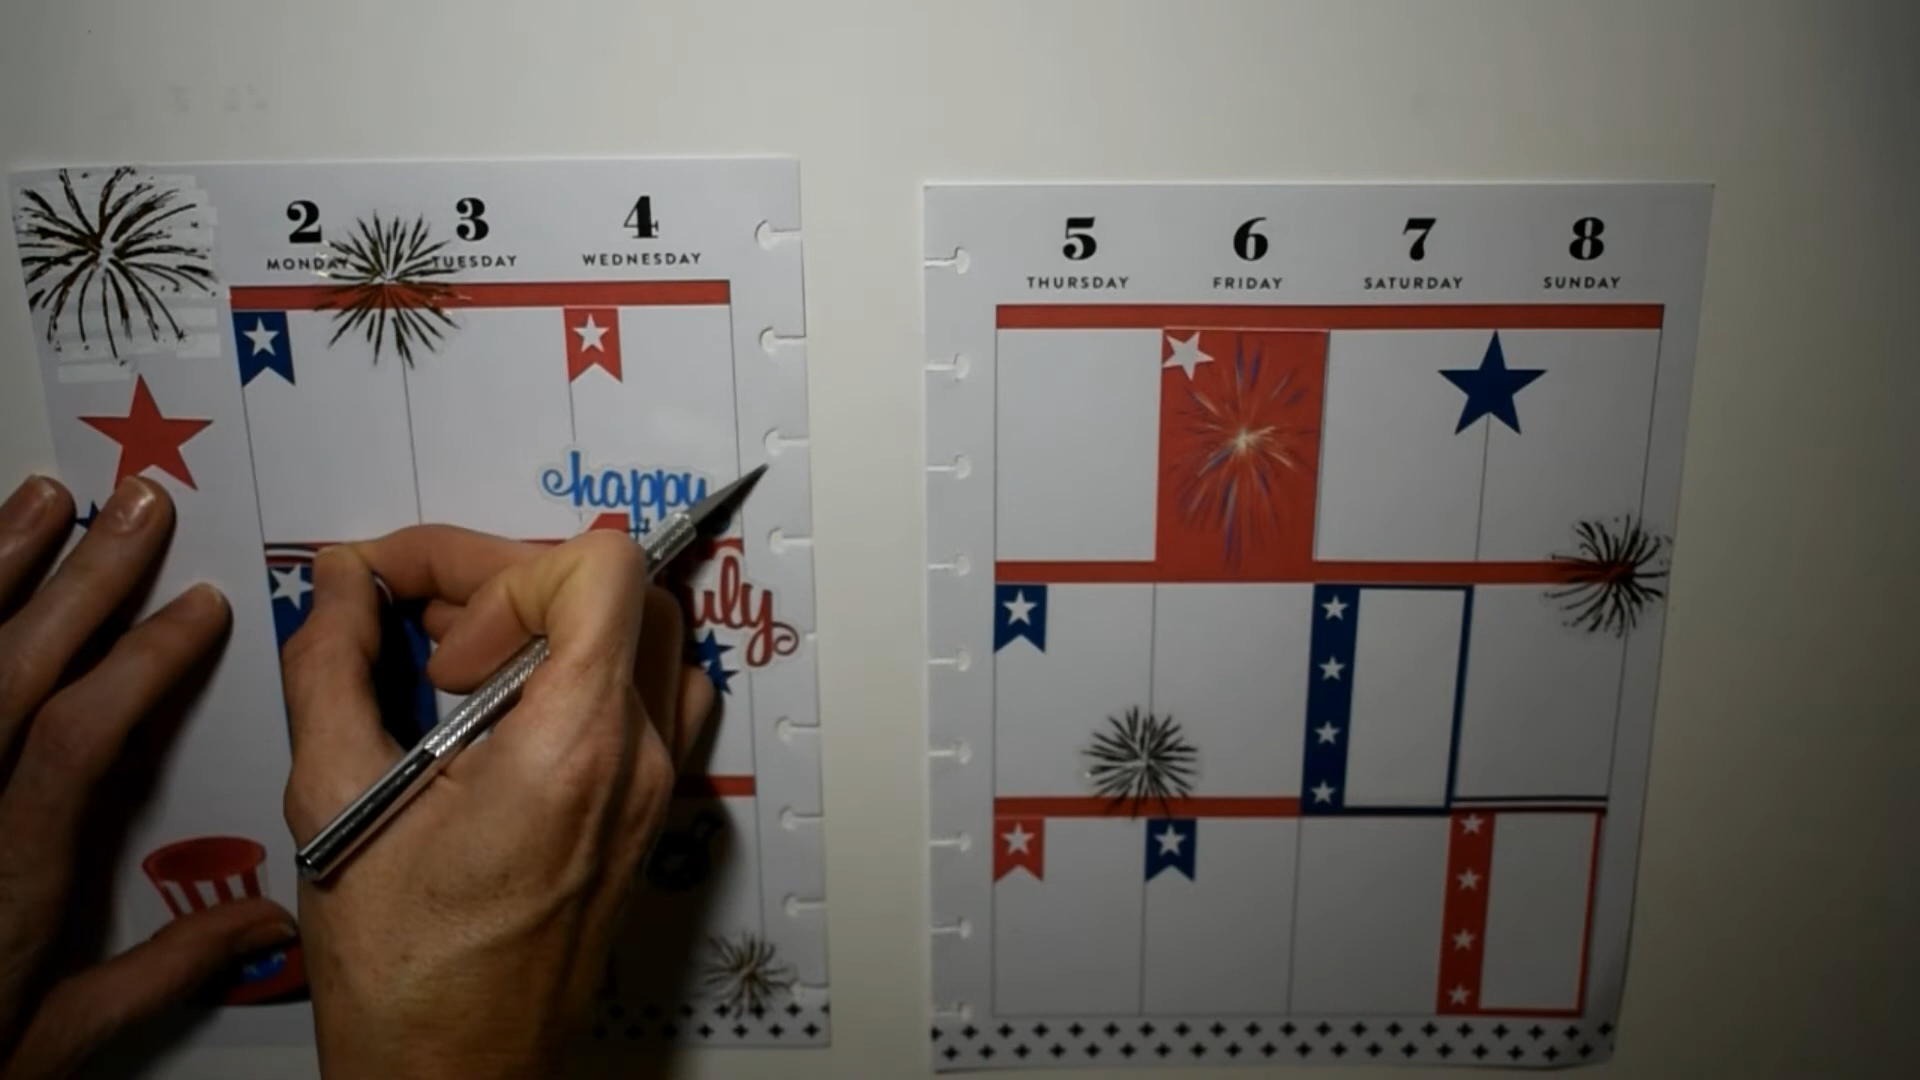 2 3 4
MONDAY TUESDAY WEDNESDAY
happy
uly
5 6 7 8
THURSDAY FRIDAY SATURDAY SUNDAY